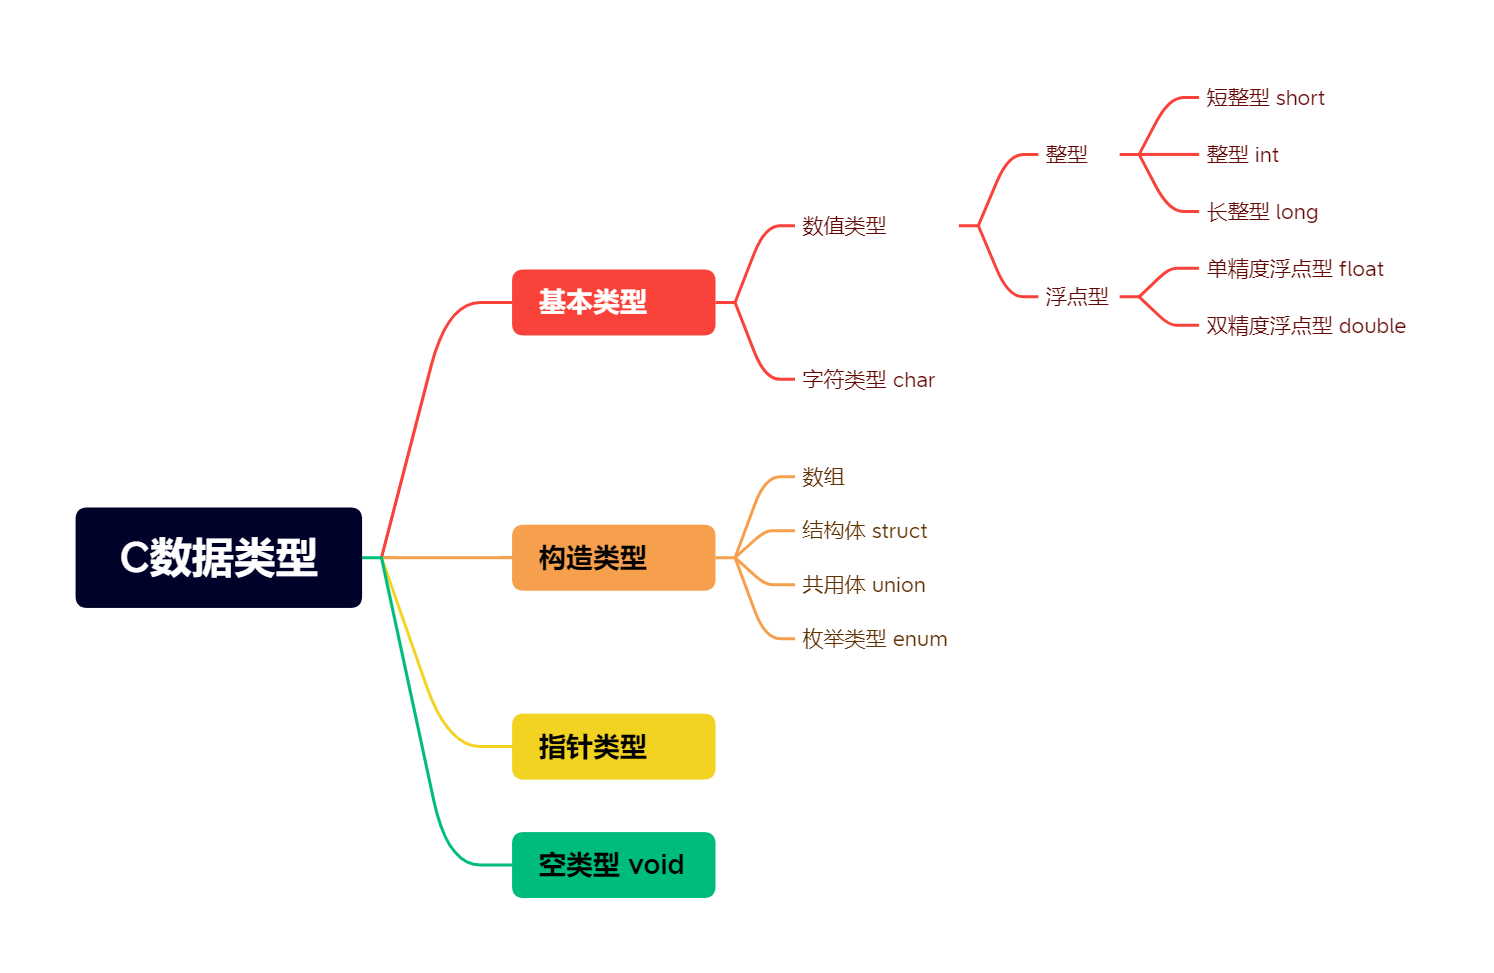 C数据类型
基本类型
数值类型
整型
短整型 short
整型 int
长整型 long
浮点型
单精度浮点型 float
双精度浮点型 double
字符类型 char
构造类型
数组
结构体 struct
共用体 union
枚举类型 enum
指针类型
空类型 void